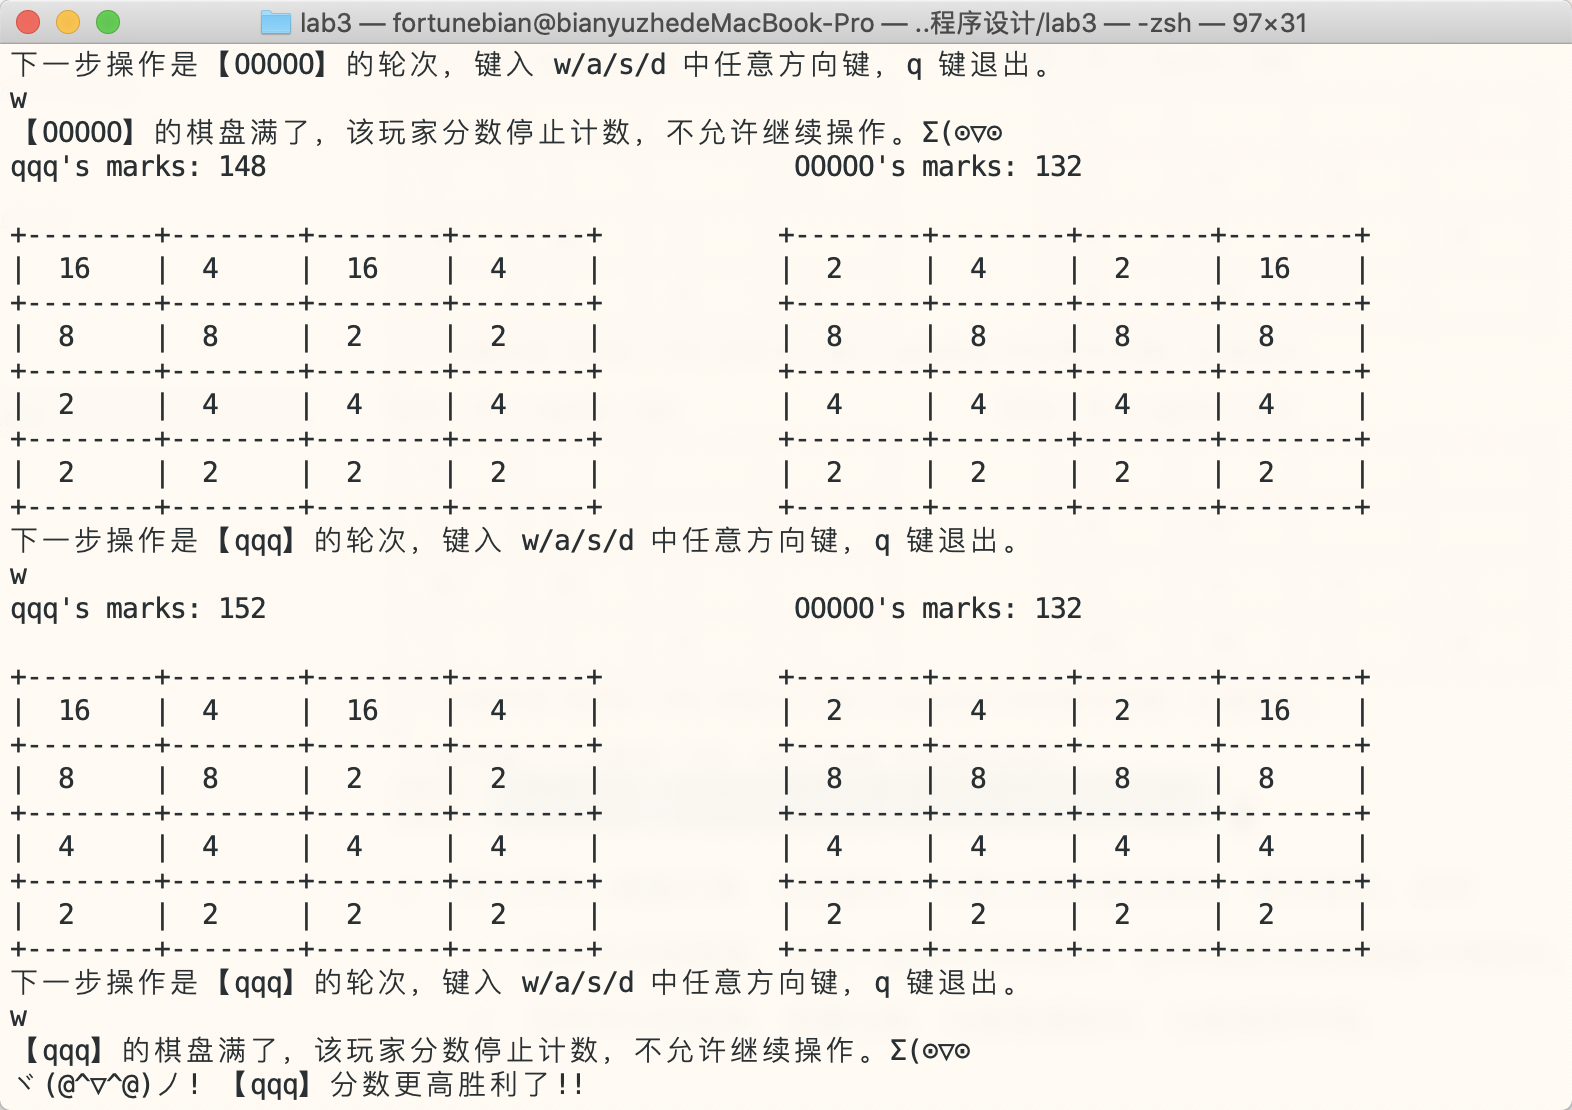 lab3 — fortunebian@bianyuzhedeMacBook-Pro — ..程序设计/lab3 — -zsh — 97×31
下一步操作是【00000】的轮次，键入 w/a/s/d 中任意方向键，q 键退出。
w
【00000】的棋盘满了，该玩家分数停止计数，不允许继续操作。Σ(⊙▽⊙
qqq's marks: 148                                 00000's marks: 132
+--------+--------+--------+--------+           +--------+--------+--------+--------+
|  16    |  4     |  16    |  4     |           |  2     |  4     |  2     |  16    |
+--------+--------+--------+--------+           +--------+--------+--------+--------+
|  8     |  8     |  2     |  2     |           |  8     |  8     |  8     |  8     |
+--------+--------+--------+--------+           +--------+--------+--------+--------+
|  2     |  4     |  4     |  4     |           |  4     |  4     |  4     |  4     |
+--------+--------+--------+--------+           +--------+--------+--------+--------+
|  2     |  2     |  2     |  2     |           |  2     |  2     |  2     |  2     |
+--------+--------+--------+--------+           +--------+--------+--------+--------+
下一步操作是【qqq】的轮次，键入 w/a/s/d 中任意方向键，q 键退出。
w
qqq's marks: 152                                 00000's marks: 132
+--------+--------+--------+--------+           +--------+--------+--------+--------+
|  16    |  4     |  16    |  4     |           |  2     |  4     |  2     |  16    |
+--------+--------+--------+--------+           +--------+--------+--------+--------+
|  8     |  8     |  2     |  2     |           |  8     |  8     |  8     |  8     |
+--------+--------+--------+--------+           +--------+--------+--------+--------+
|  4     |  4     |  4     |  4     |           |  4     |  4     |  4     |  4     |
+--------+--------+--------+--------+           +--------+--------+--------+--------+
|  2     |  2     |  2     |  2     |           |  2     |  2     |  2     |  2     |
+--------+--------+--------+--------+           +--------+--------+--------+--------+
下一步操作是【qqq】的轮次，键入 w/a/s/d 中任意方向键，q 键退出。
w
【qqq】的棋盘满了，该玩家分数停止计数，不允许继续操作。Σ(⊙▽⊙
ヾ(@^▽^@)ノ! 【qqq】分数更高胜利了!!